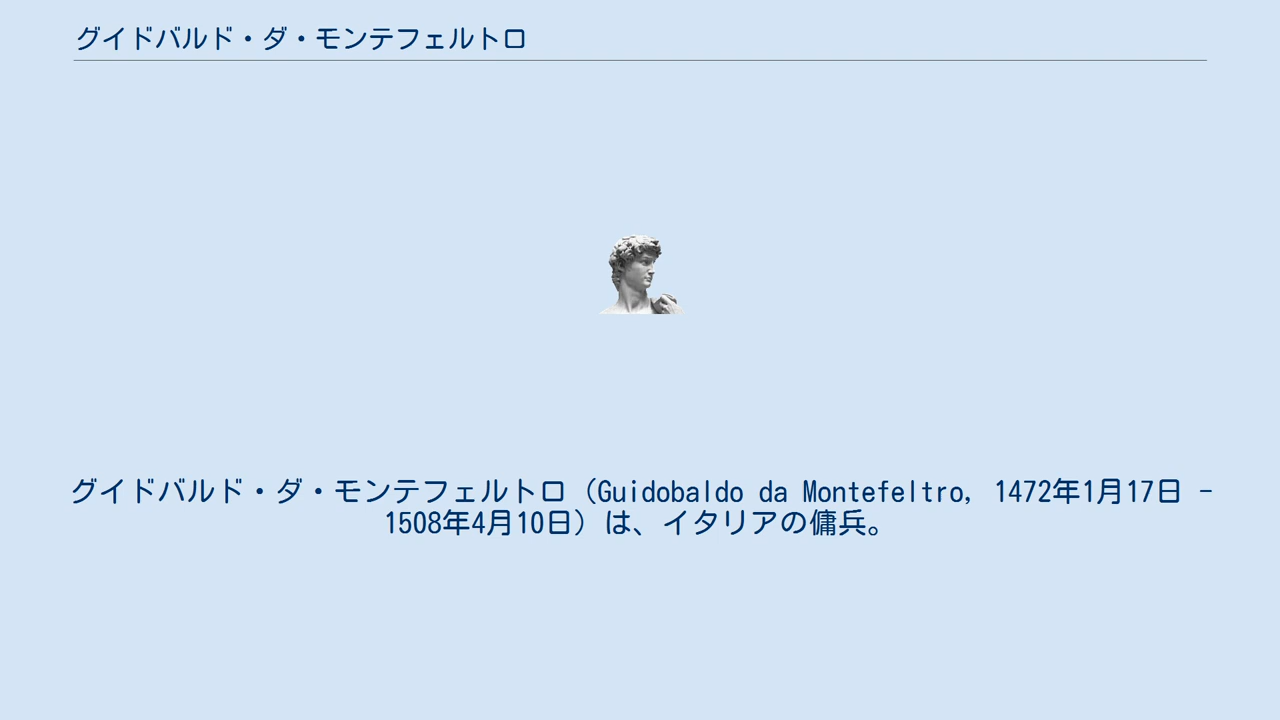 グイドバルド・ダ・モンテフェルトロ
グイドバルド・ダ・モンテフェルトロ（Guidobaldo da Montefeltro, 1472年1月17日 -
1508年4月10日）は、イタリアの傭兵。